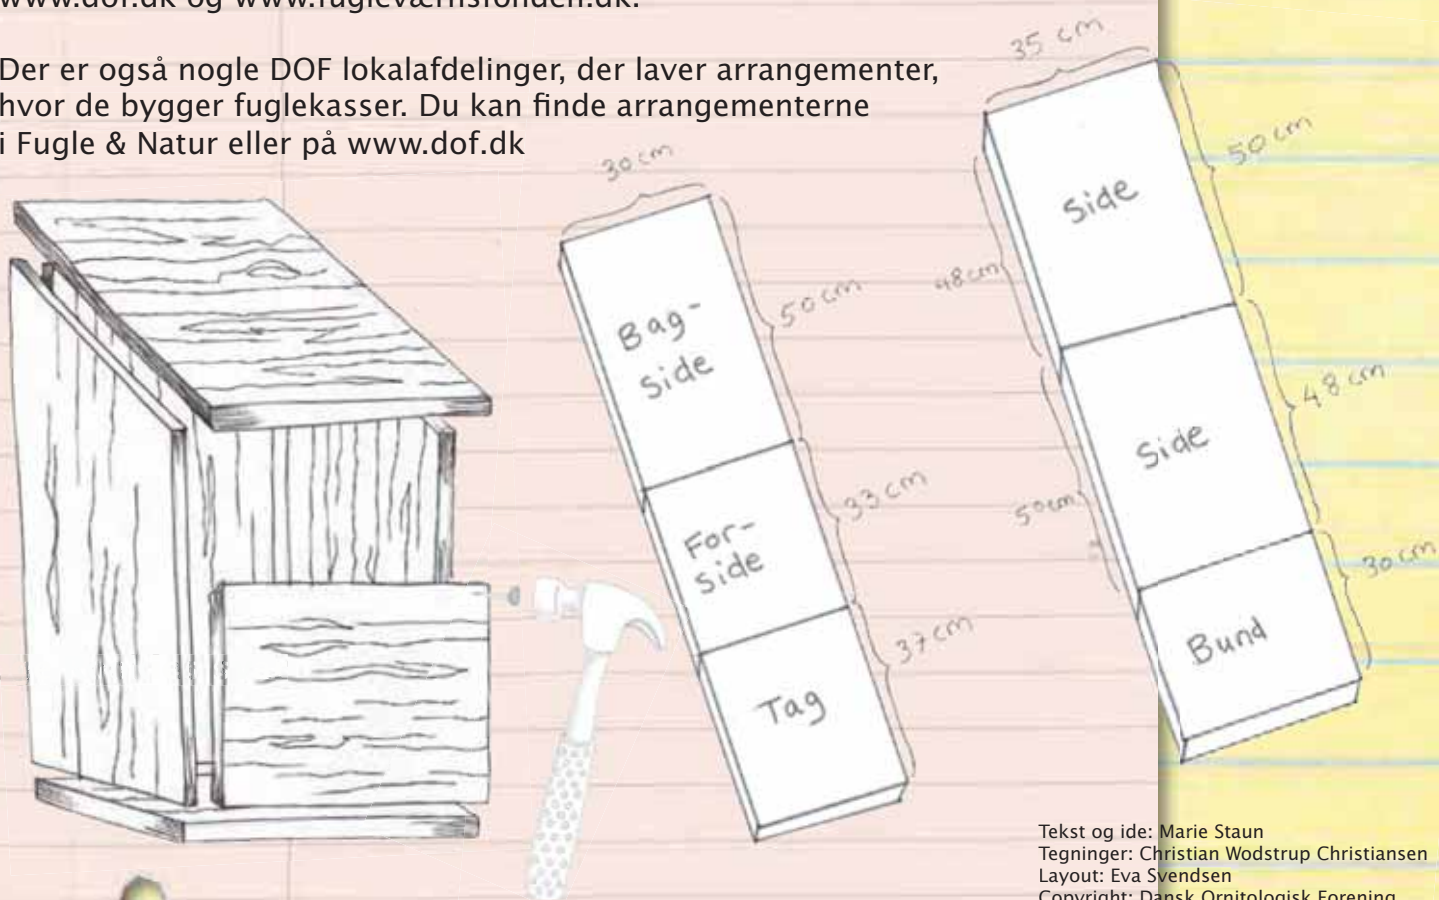 www.dof.dk og www.fugleværnsfonden.dk.
Der er også nogle DOF lokalafdelinger, der laver arrangementer,
hvor de bygger fuglekasser. Du kan finde arrangementerne
i Fugle & Natur eller på www.dof.dk
30 cm
Bag-
side
50 cm
For-
side
33 cm
Tag
37 cm
35 cm
Side
50 cm
48 cm
Side
48 cm
50 cm
Bund
30 cm
Tekst og ide: Marie Staun
Tegninger: Christian Wodstrup Christiansen
Layout: Eva Svendsen
Copyright: Dansk Ornitologisk Forening